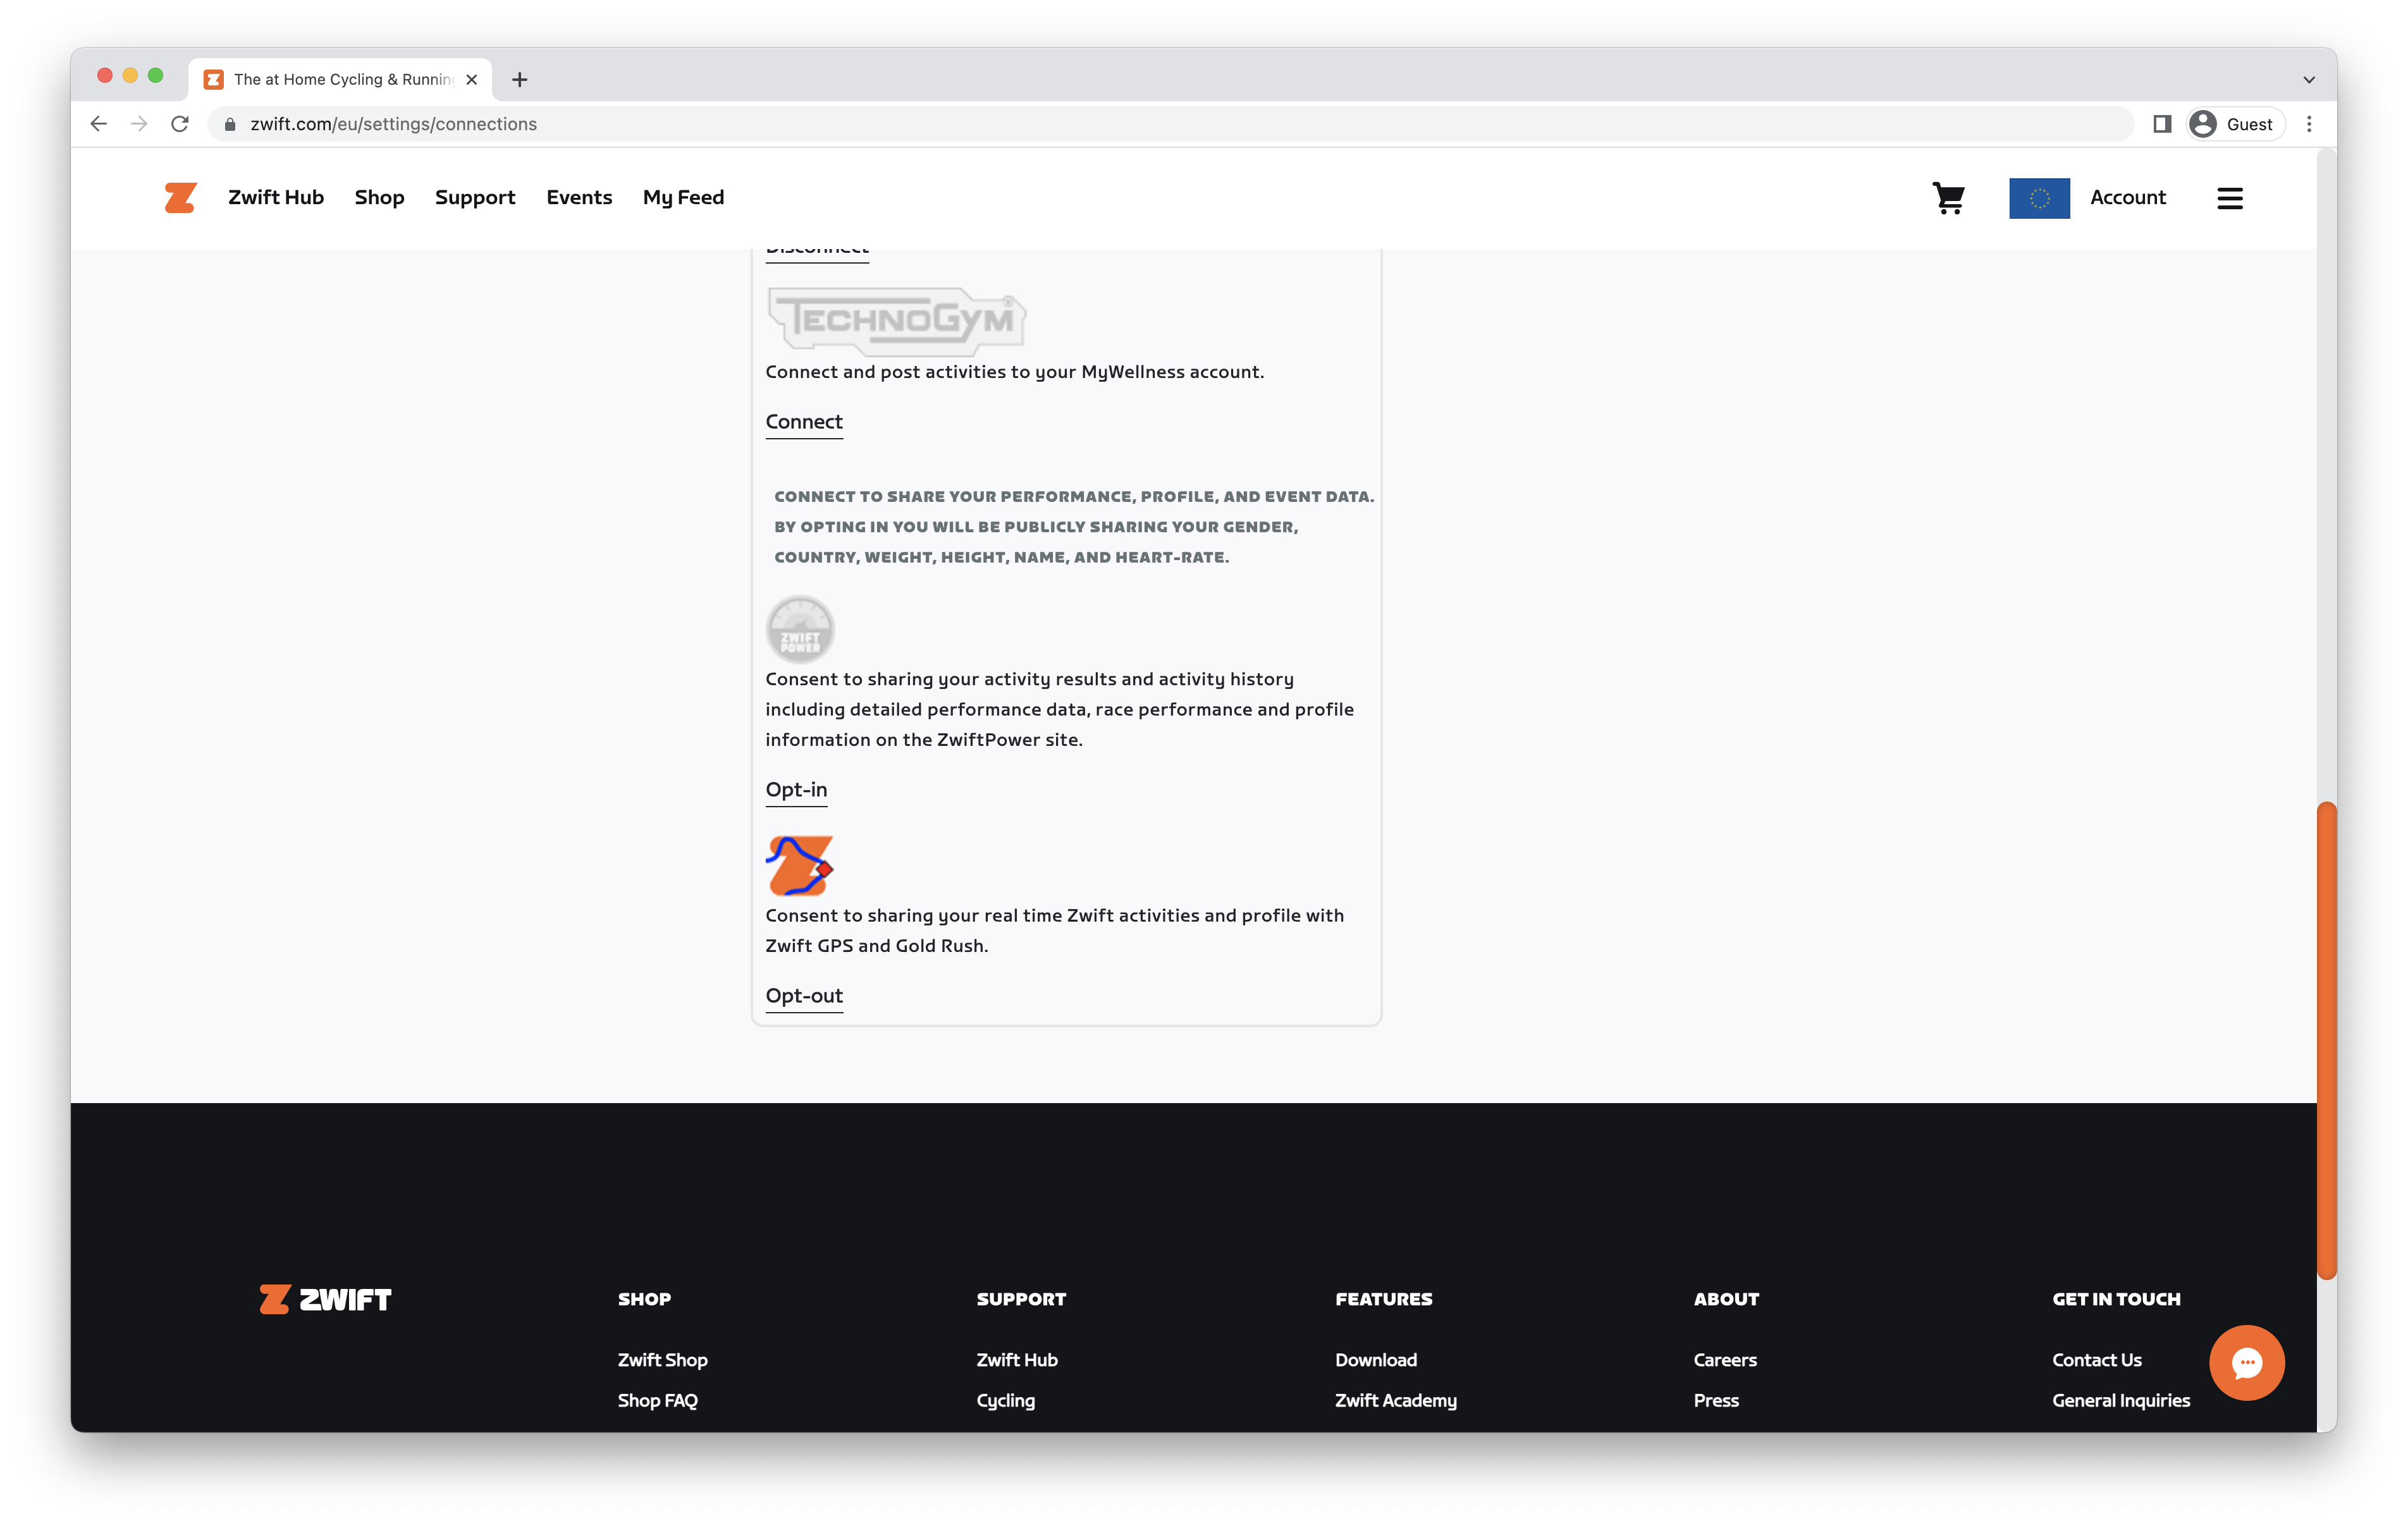 The at Home Cycling & Running
zwift.com/eu/settings/connections
Guest
Zwift Hub
Shop
Support
Events
My Feed
Account
Disconnect
TECHNOGYM
Connect and post activities to your MyWellness account.
Connect
CONNECT TO SHARE YOUR PERFORMANCE, PROFILE, AND EVENT DATA.
BY OPTING IN YOU WILL BE PUBLICLY SHARING YOUR GENDER,
COUNTRY, WEIGHT, HEIGHT, NAME, AND HEART-RATE.
ZWIFT
POWER
Consent to sharing your activity results and activity history
including detailed performance data, race performance and profile
information on the ZwiftPower site.
Opt-in
Consent to sharing your real time Zwift activities and profile with
Zwift GPS and Gold Rush.
Opt-out
ZWIFT
SHOP
Zwift Shop
Shop FAQ
SUPPORT
Zwift Hub
Cycling
FEATURES
Download
Zwift Academy
ABOUT
Careers
Press
GET IN TOUCH
Contact Us
General Inquiries